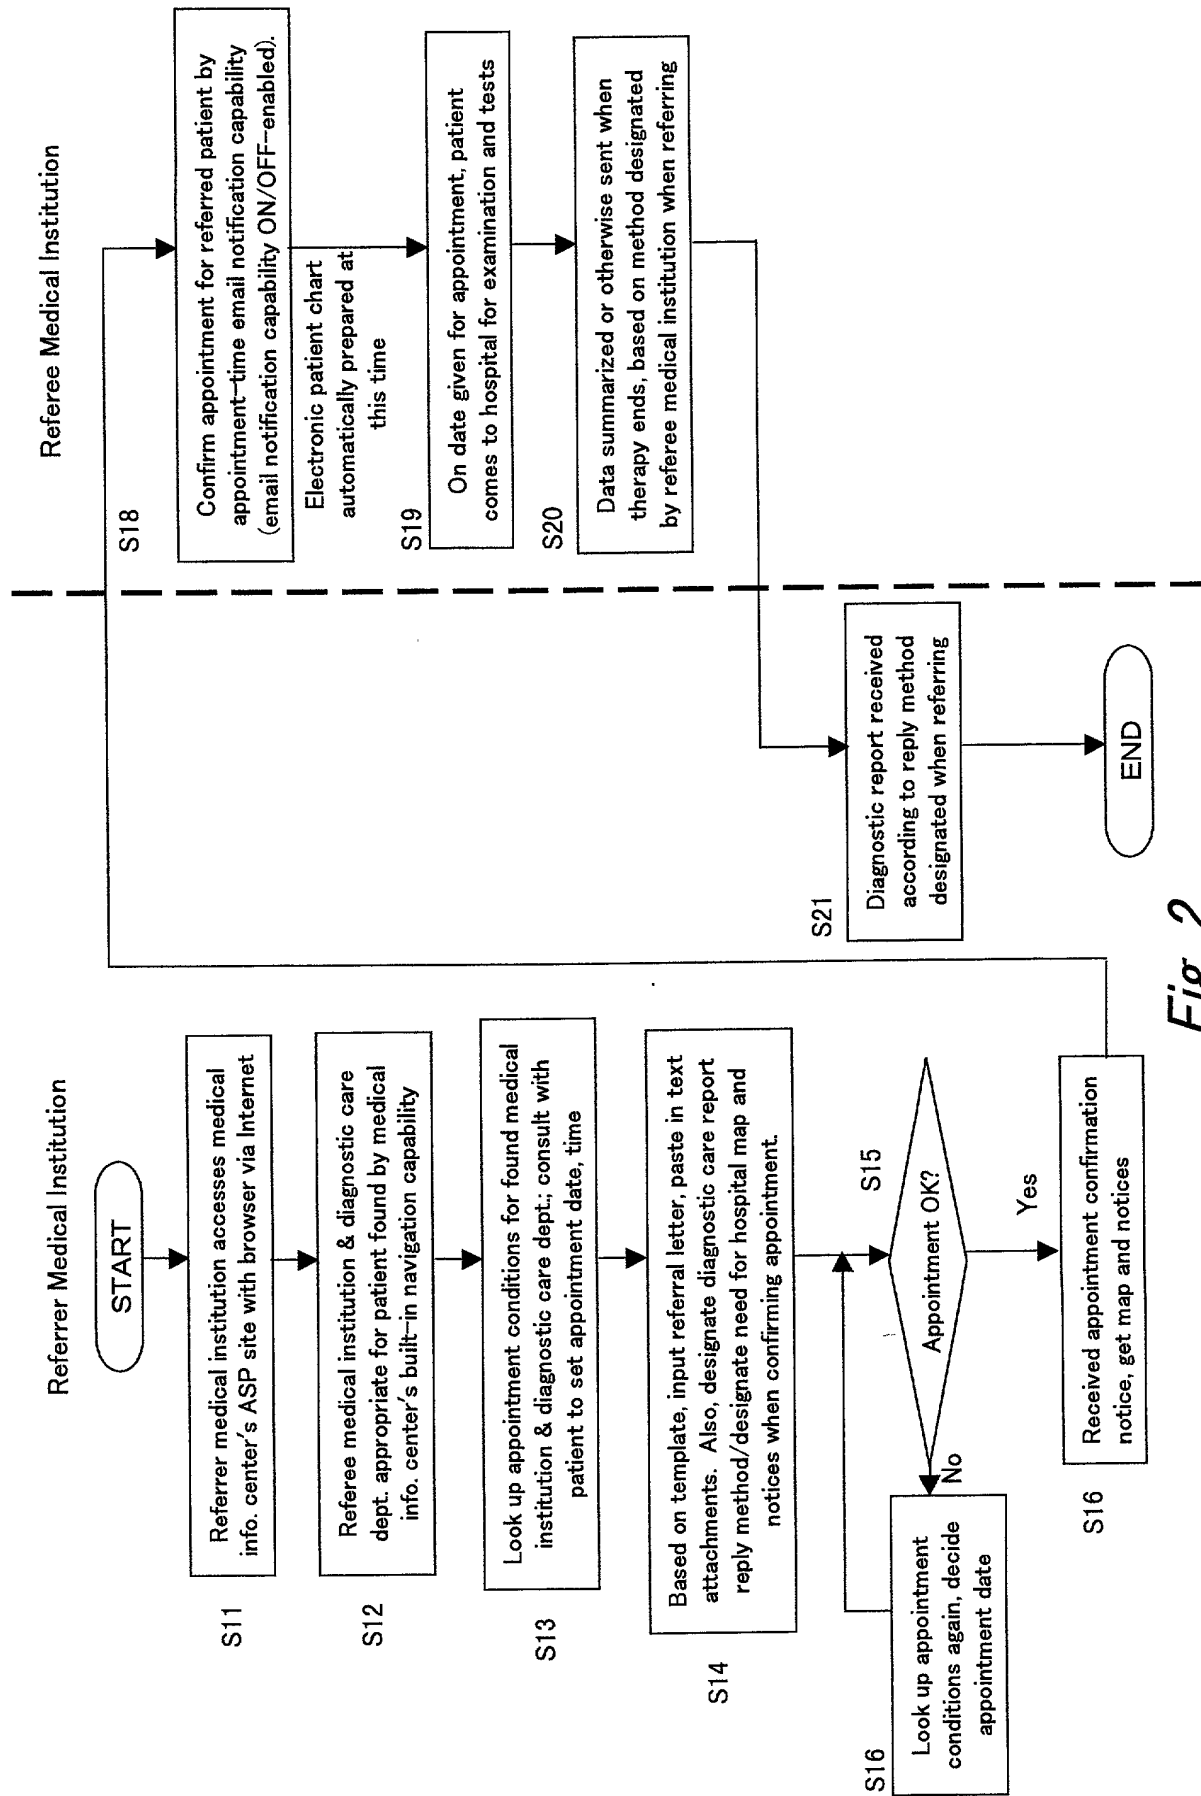 Referrer Medical Institution
START
S11
Referrer medical institution accesses medical
info. center's ASP site with browser via Internet
S12
Referee medical institution & diagnostic care
dept. appropriate for patient found by medical
info. center's built-in navigation capability
S13
Look up appointment conditions for found medical
institution & diagnostic care dept.; consult with
patient to set appointment date, time
S14
Based on template, input referral letter, paste in text
attachments. Also, designate diagnostic care report
reply method/designate need for hospital map and
notices when confirming appointment.
S15
Appointment OK?
No
Yes
S16
Look up appointment
conditions again, decide
appointment date
S16
Received appointment confirmation
notice, get map and notices
Referee Medical Institution
S18
Confirm appointment for referred patient by
appointment-time email notification capability
(email notification capability ON/OFF-enabled).
Electronic patient chart
automatically prepared at
this time
S19
On date given for appointment, patient
comes to hospital for examination and tests
S20
Data summarized or otherwise sent when
therapy ends, based on method designated
by referee medical institution when referring
S21
Diagnostic report received
according to reply method
designated when referring
END
Fig. 2